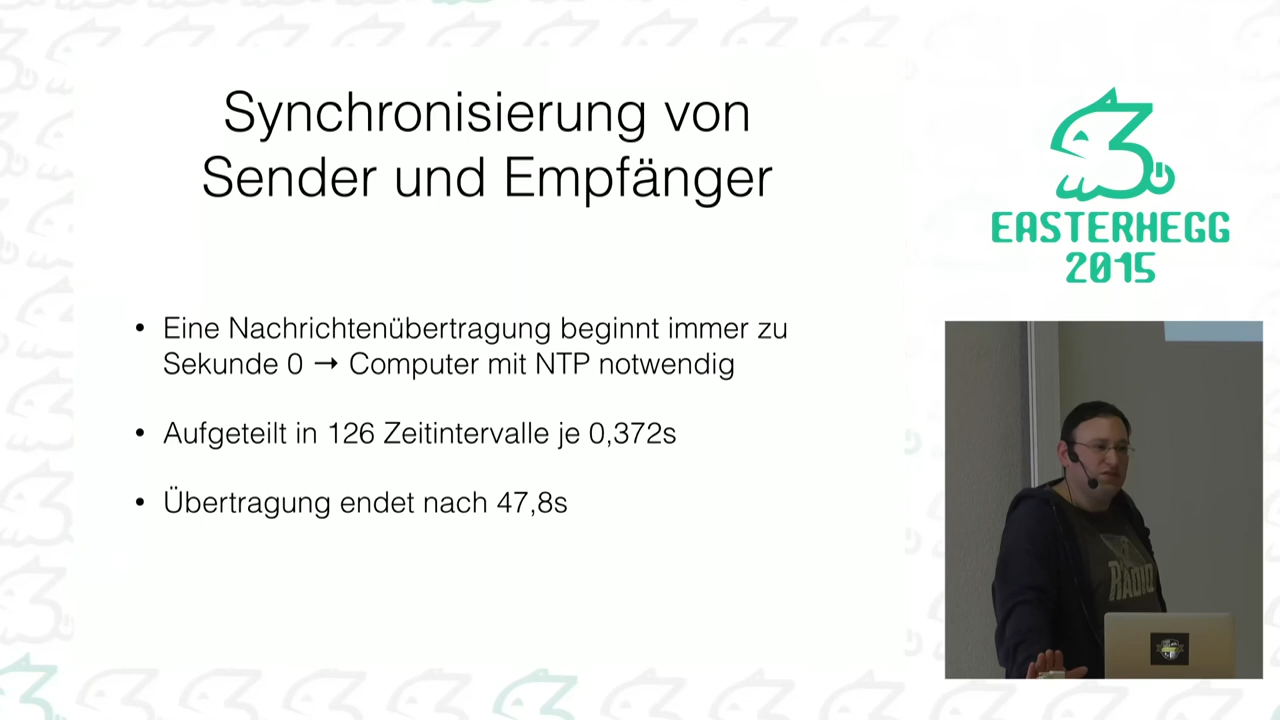 Synchronisierung von
Sender und Empfänger
• Eine Nachrichtenübertragung beginnt immer zu
Sekunde 0 → Computer mit NTP notwendig
• Aufgeteilt in 126 Zeitintervalle je 0,372s
• Übertragung endet nach 47,8s
EASTERHEGG
2015
RADIO